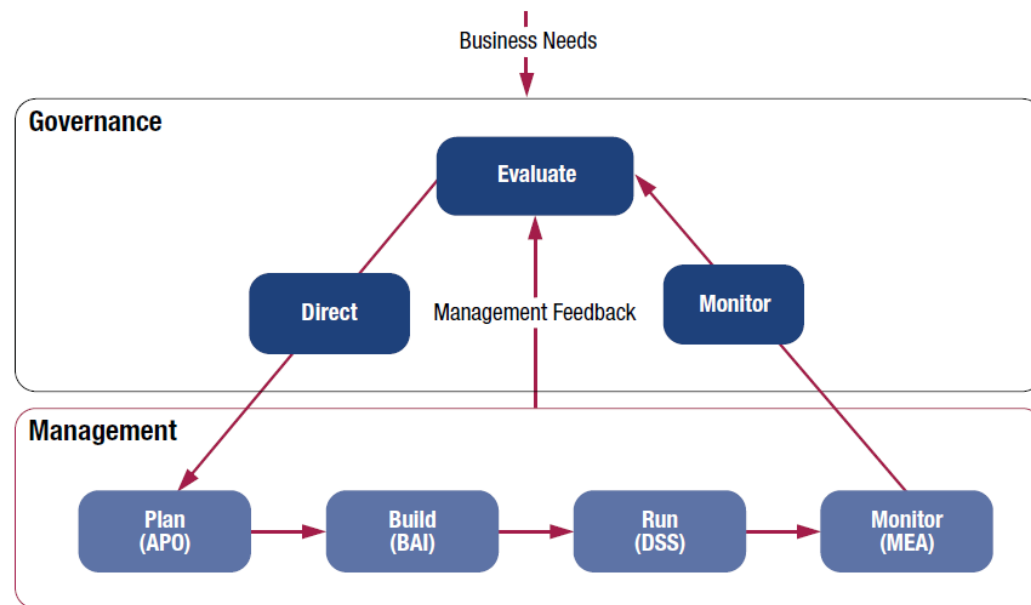 Business Needs
Governance
Evaluate
Direct
Management Feedback
Monitor
Management
Plan
(APO)
Build
(BAI)
Run
(DSS)
Monitor
(MEA)